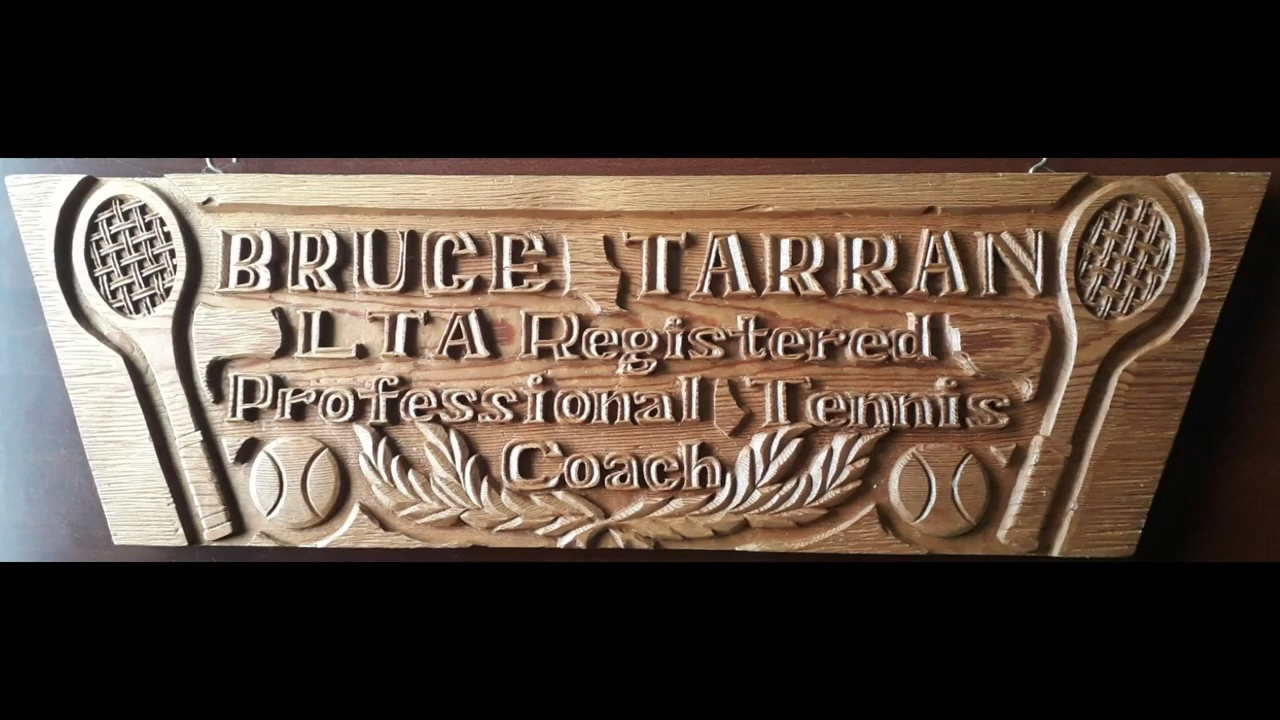 BRUCE TARRAN
LTA Registered
Professional Tennis
Coach